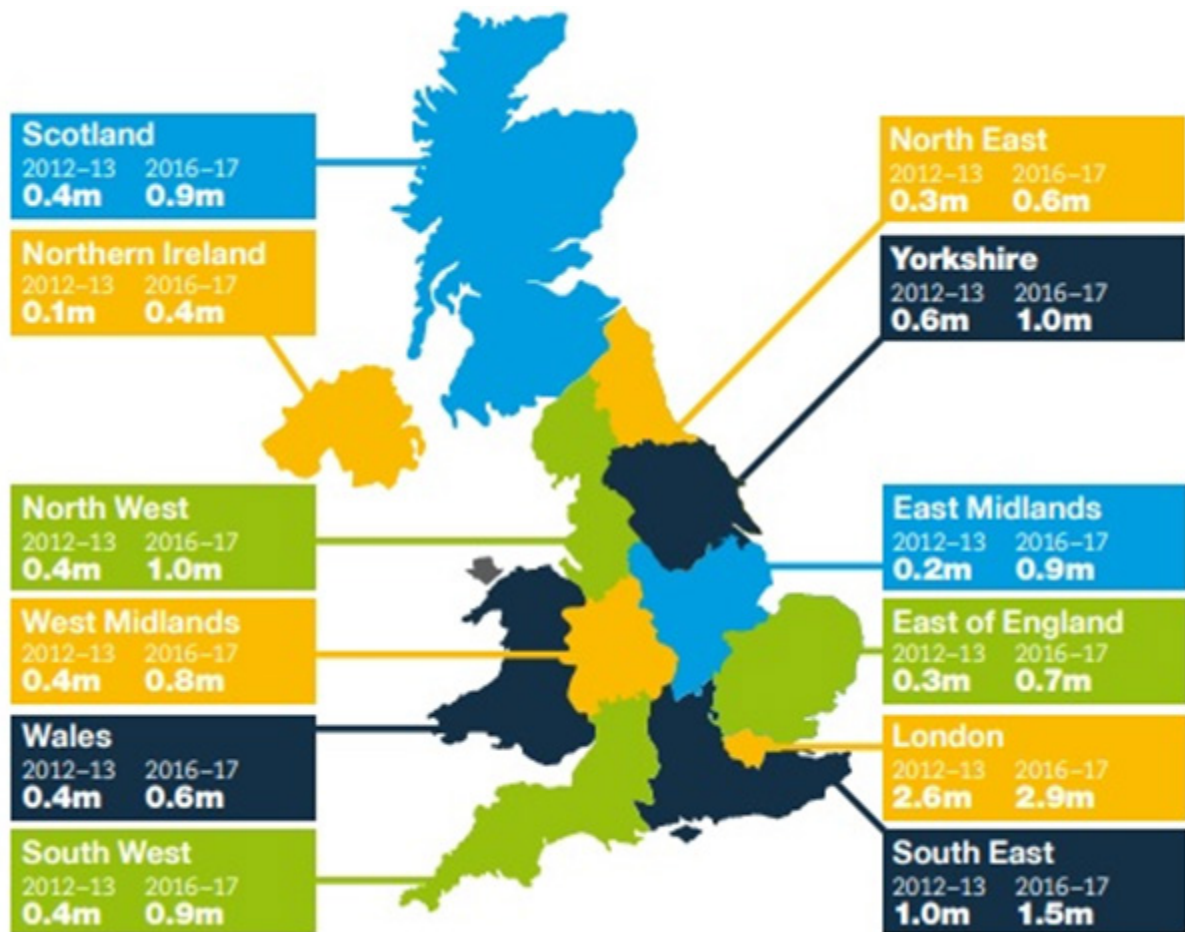 Scotland
2012–13 2016–17
0.4m 0.9m
Northern Ireland
2012–13 2016–17
0.1m 0.4m
North West
2012–13 2016–17
0.4m 1.0m
West Midlands
2012–13 2016–17
0.4m 0.8m
Wales
2012–13 2016–17
0.4m 0.6m
South West
2012–13 2016–17
0.4m 0.9m
North East
2012–13 2016–17
0.3m 0.6m
Yorkshire
2012–13 2016–17
0.6m 1.0m
East Midlands
2012–13 2016–17
0.2m 0.9m
East of England
2012–13 2016–17
0.3m 0.7m
London
2012–13 2016–17
2.6m 2.9m
South East
2012–13 2016–17
1.0m 1.5m